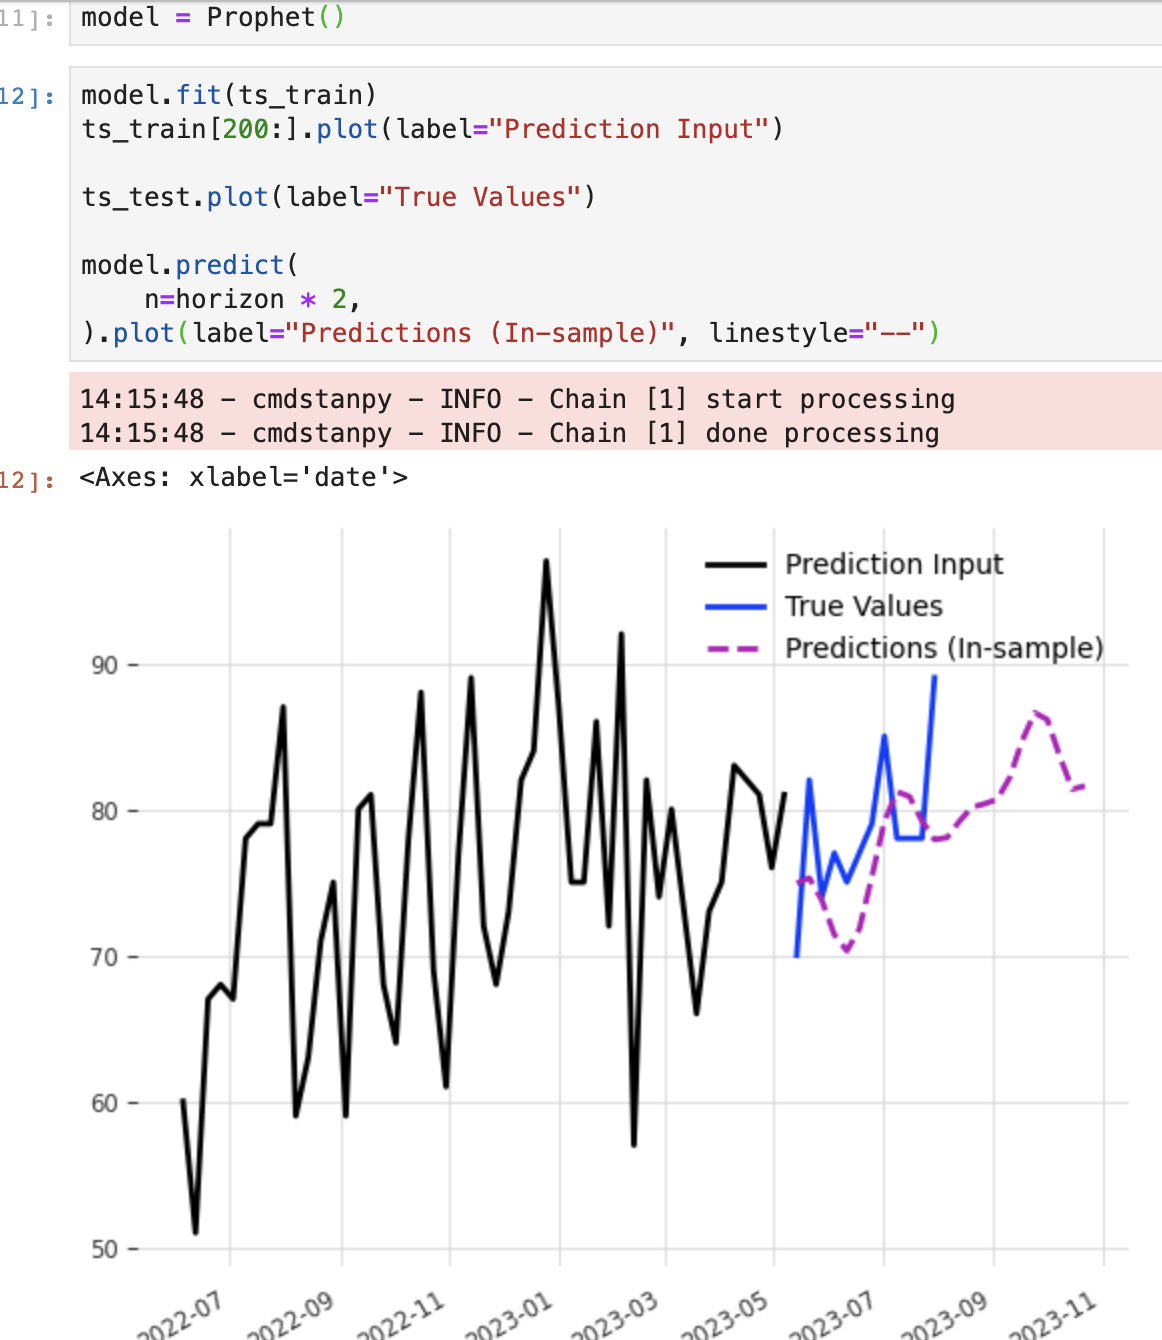 11]: model = Prophet()
12]: model.fit(ts_train)
ts_train[200:].plot(label="Prediction Input")
ts_test.plot(label="True Values")
model.predict(
n=horizon * 2,
).plot(label="Predictions (In-sample)", linestyle="--")
14:15:48 - cmdstanpy - INFO - Chain [1] start processing
14:15:48 - cmdstanpy - INFO - Chain [1] done processing
12]: <Axes: xlabel='date'>
Prediction Input
True Values
Predictions (In-sample)
90
80
70
60
50
2022-07
2022-09
2022-11
2023-01
2023-03
2023-05
2023-07
2023-09
2023-11